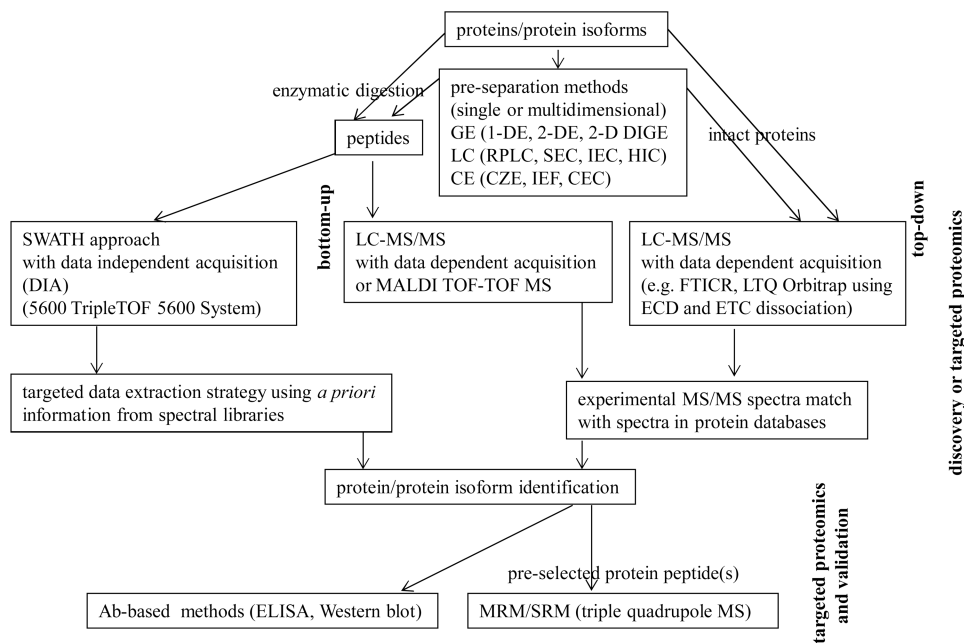 proteins/protein isoforms
enzymatic digestion
pre-separation methods
(single or multidimensional)
GE (1-DE, 2-DE, 2-D DIGE
LC (RPLC, SEC, IEC, HIC)
CE (CZE, IEF, CEC)
peptides
intact proteins
bottom-up
top-down
SWATH approach
with data independent acquisition
(DIA)
(5600 TripleTOF 5600 System)
LC-MS/MS
with data dependent acquisition
or MALDI TOF-TOF MS
LC-MS/MS
with data dependent acquisition
(e.g. FTICR, LTQ Orbitrap using
ECD and ETC dissociation)
discovery or targeted proteomics
targeted data extraction strategy using a priori
information from spectral libraries
experimental MS/MS spectra match
with spectra in protein databases
protein/protein isoform identification
targeted proteomics
and validation
pre-selected protein peptide(s)
Ab-based methods (ELISA, Western blot)
MRM/SRM (triple quadrupole MS)